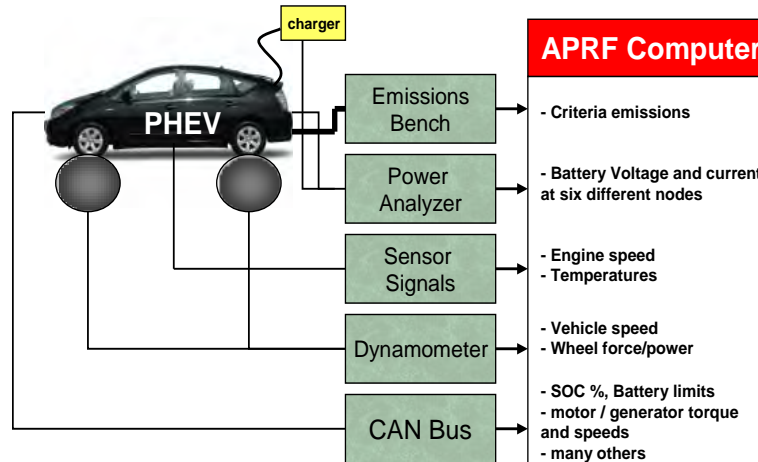 charger
APRF Computer
PHEV
Emissions
Bench
- Criteria emissions
Power
Analyzer
- Battery Voltage and current
at six different nodes
Sensor
Signals
- Engine speed
- Temperatures
Dynamometer
- Vehicle speed
- Wheel force/power
CAN Bus
- SOC %, Battery limits
- motor / generator torque
and speeds
- many others